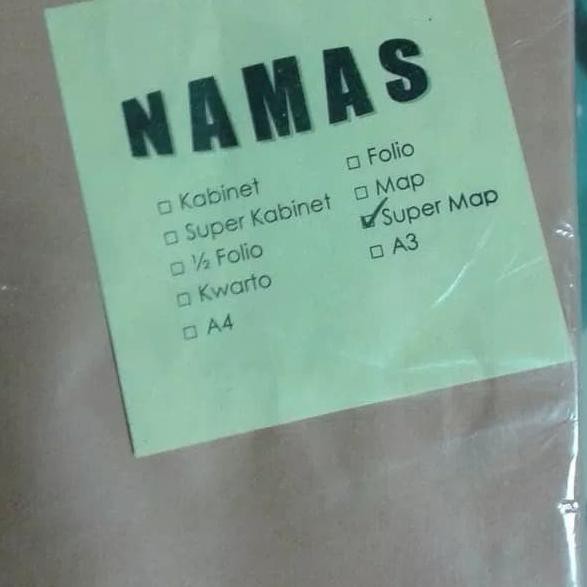 NAMAS
□ Kabinet
□ Super Kabinet
□ ½ Folio
□ Kwarto
□ A4
□ Folio
□ Map
☑ Super Map
□ A3